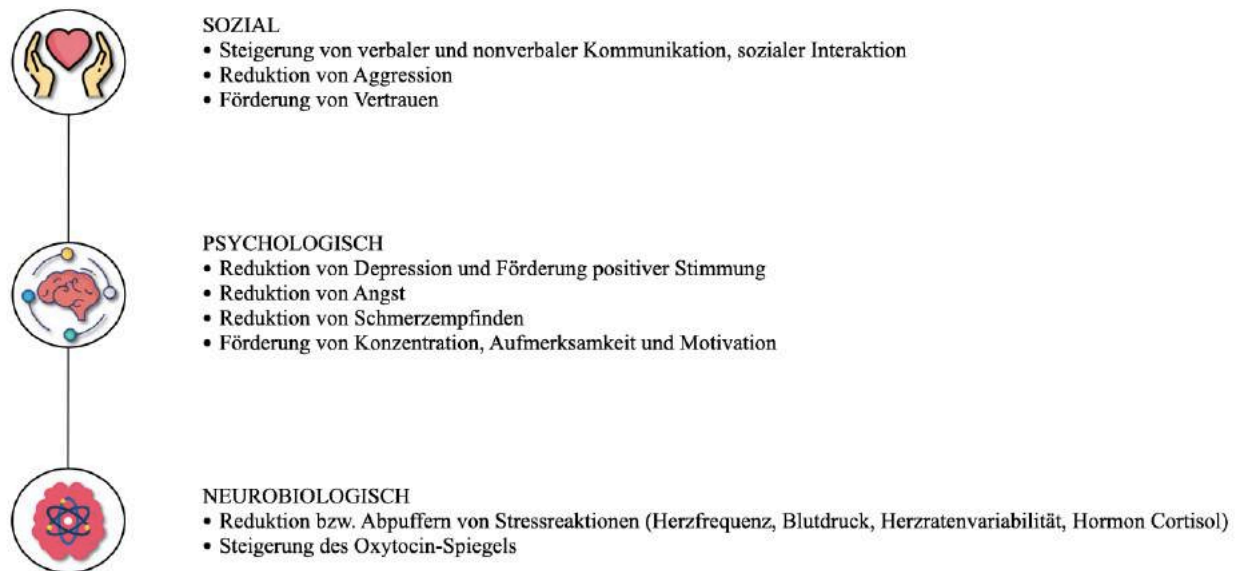 SOZIAL
• Steigerung von verbaler und nonverbaler Kommunikation, sozialer Interaktion
• Reduktion von Aggression
• Förderung von Vertrauen
PSYCHOLOGISCH
• Reduktion von Depression und Förderung positiver Stimmung
• Reduktion von Angst
• Reduktion von Schmerzempfinden
• Förderung von Konzentration, Aufmerksamkeit und Motivation
NEUROBIOLOGISCH
• Reduktion bzw. Abpuffern von Stressreaktionen (Herzfrequenz, Blutdruck, Herzratenvariabilität, Hormon Cortisol)
• Steigerung des Oxytocin-Spiegels